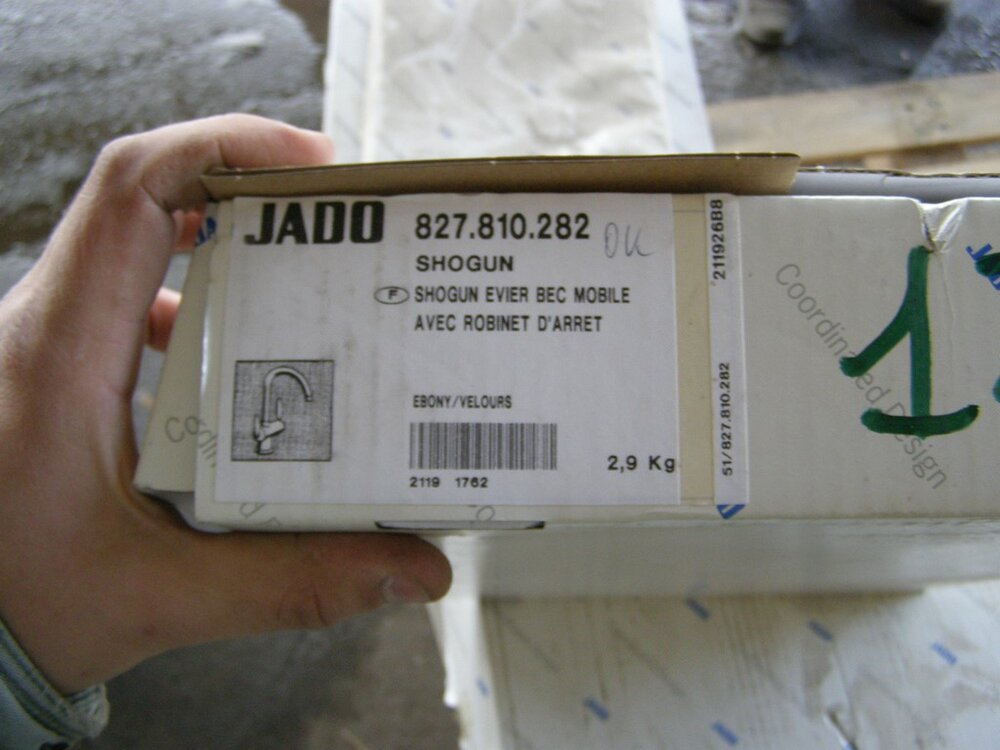 JADO
827.810.282
OK
SHOGUN
F SHOGUN EVIER BEC MOBILE
AVEC ROBINET D'ARRET
EBONY/VELOURS
2119 1762
2,9 Kg
51/827.810.282
21192688
Coordinated Design
1